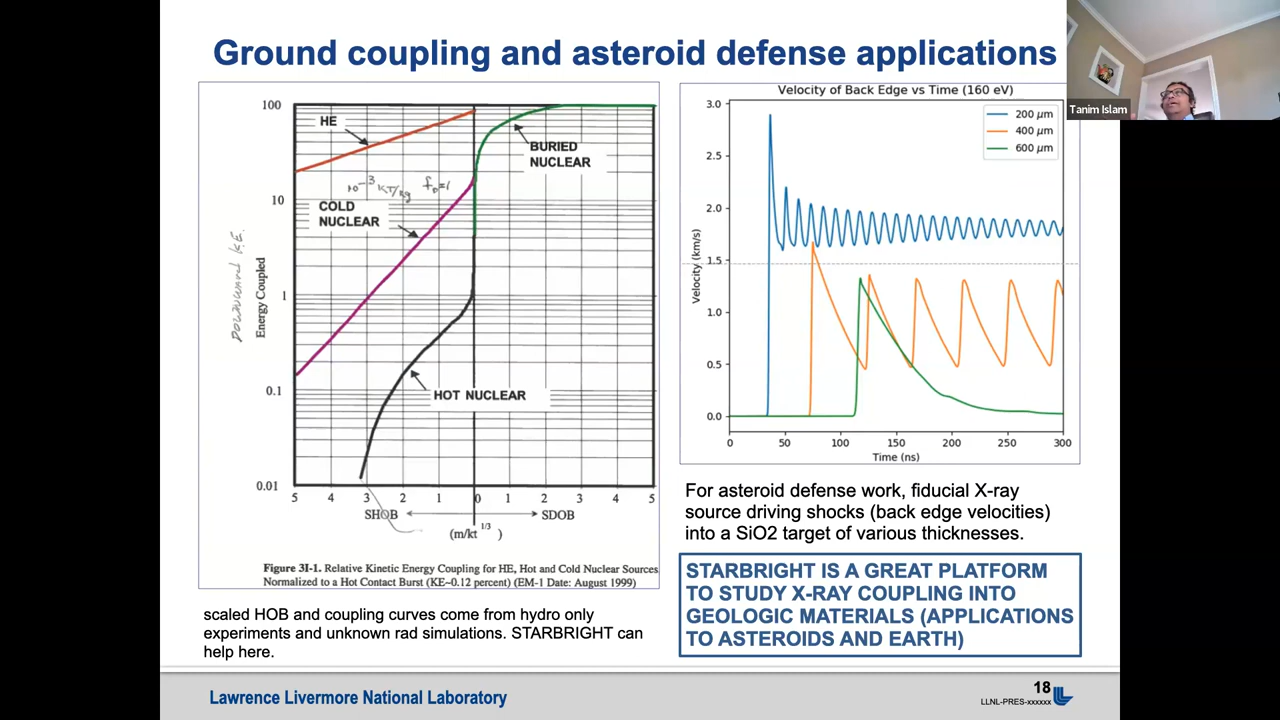 Ground coupling and asteroid defense applications
Tanim Islam
100
10
1
0.1
0.01
Energy Coupled
HE
BURIED
NUCLEAR
10⁻³ KT/kg f₀=1
COLD
NUCLEAR
HOT NUCLEAR
5 4 3 2 1 0 1 2 3 4 5
SHOB SDOB
(m/kt 1/3 )
Figure 3I-1. Relative Kinetic Energy Coupling for HE, Hot and Cold Nuclear Sources
Normalized to a Hot Contact Burst (KE~0.12 percent) (EM-1 Date: August 1999)
scaled HOB and coupling curves come from hydro only
experiments and unknown rad simulations. STARBRIGHT can
help here.
Velocity of Back Edge vs Time (160 eV)
200 μm
400 μm
600 μm
3.0
2.5
2.0
1.5
1.0
0.5
0.0
Velocity (km/s)
0 50 100 150 200 250 300
Time (ns)
For asteroid defense work, fiducial X-ray
source driving shocks (back edge velocities)
into a SiO2 target of various thicknesses.
STARBRIGHT IS A GREAT PLATFORM
TO STUDY X-RAY COUPLING INTO
GEOLOGIC MATERIALS (APPLICATIONS
TO ASTEROIDS AND EARTH)
Lawrence Livermore National Laboratory
18
LLNL-PRES-xxxxxx